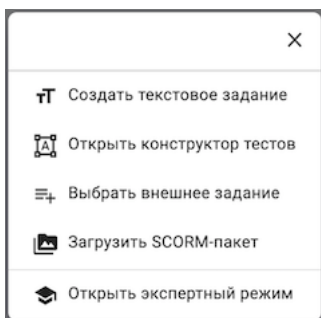 Создать текстовое задание
Открыть конструктор тестов
Выбрать внешнее задание
Загрузить SCORM-пакет
Открыть экспертный режим